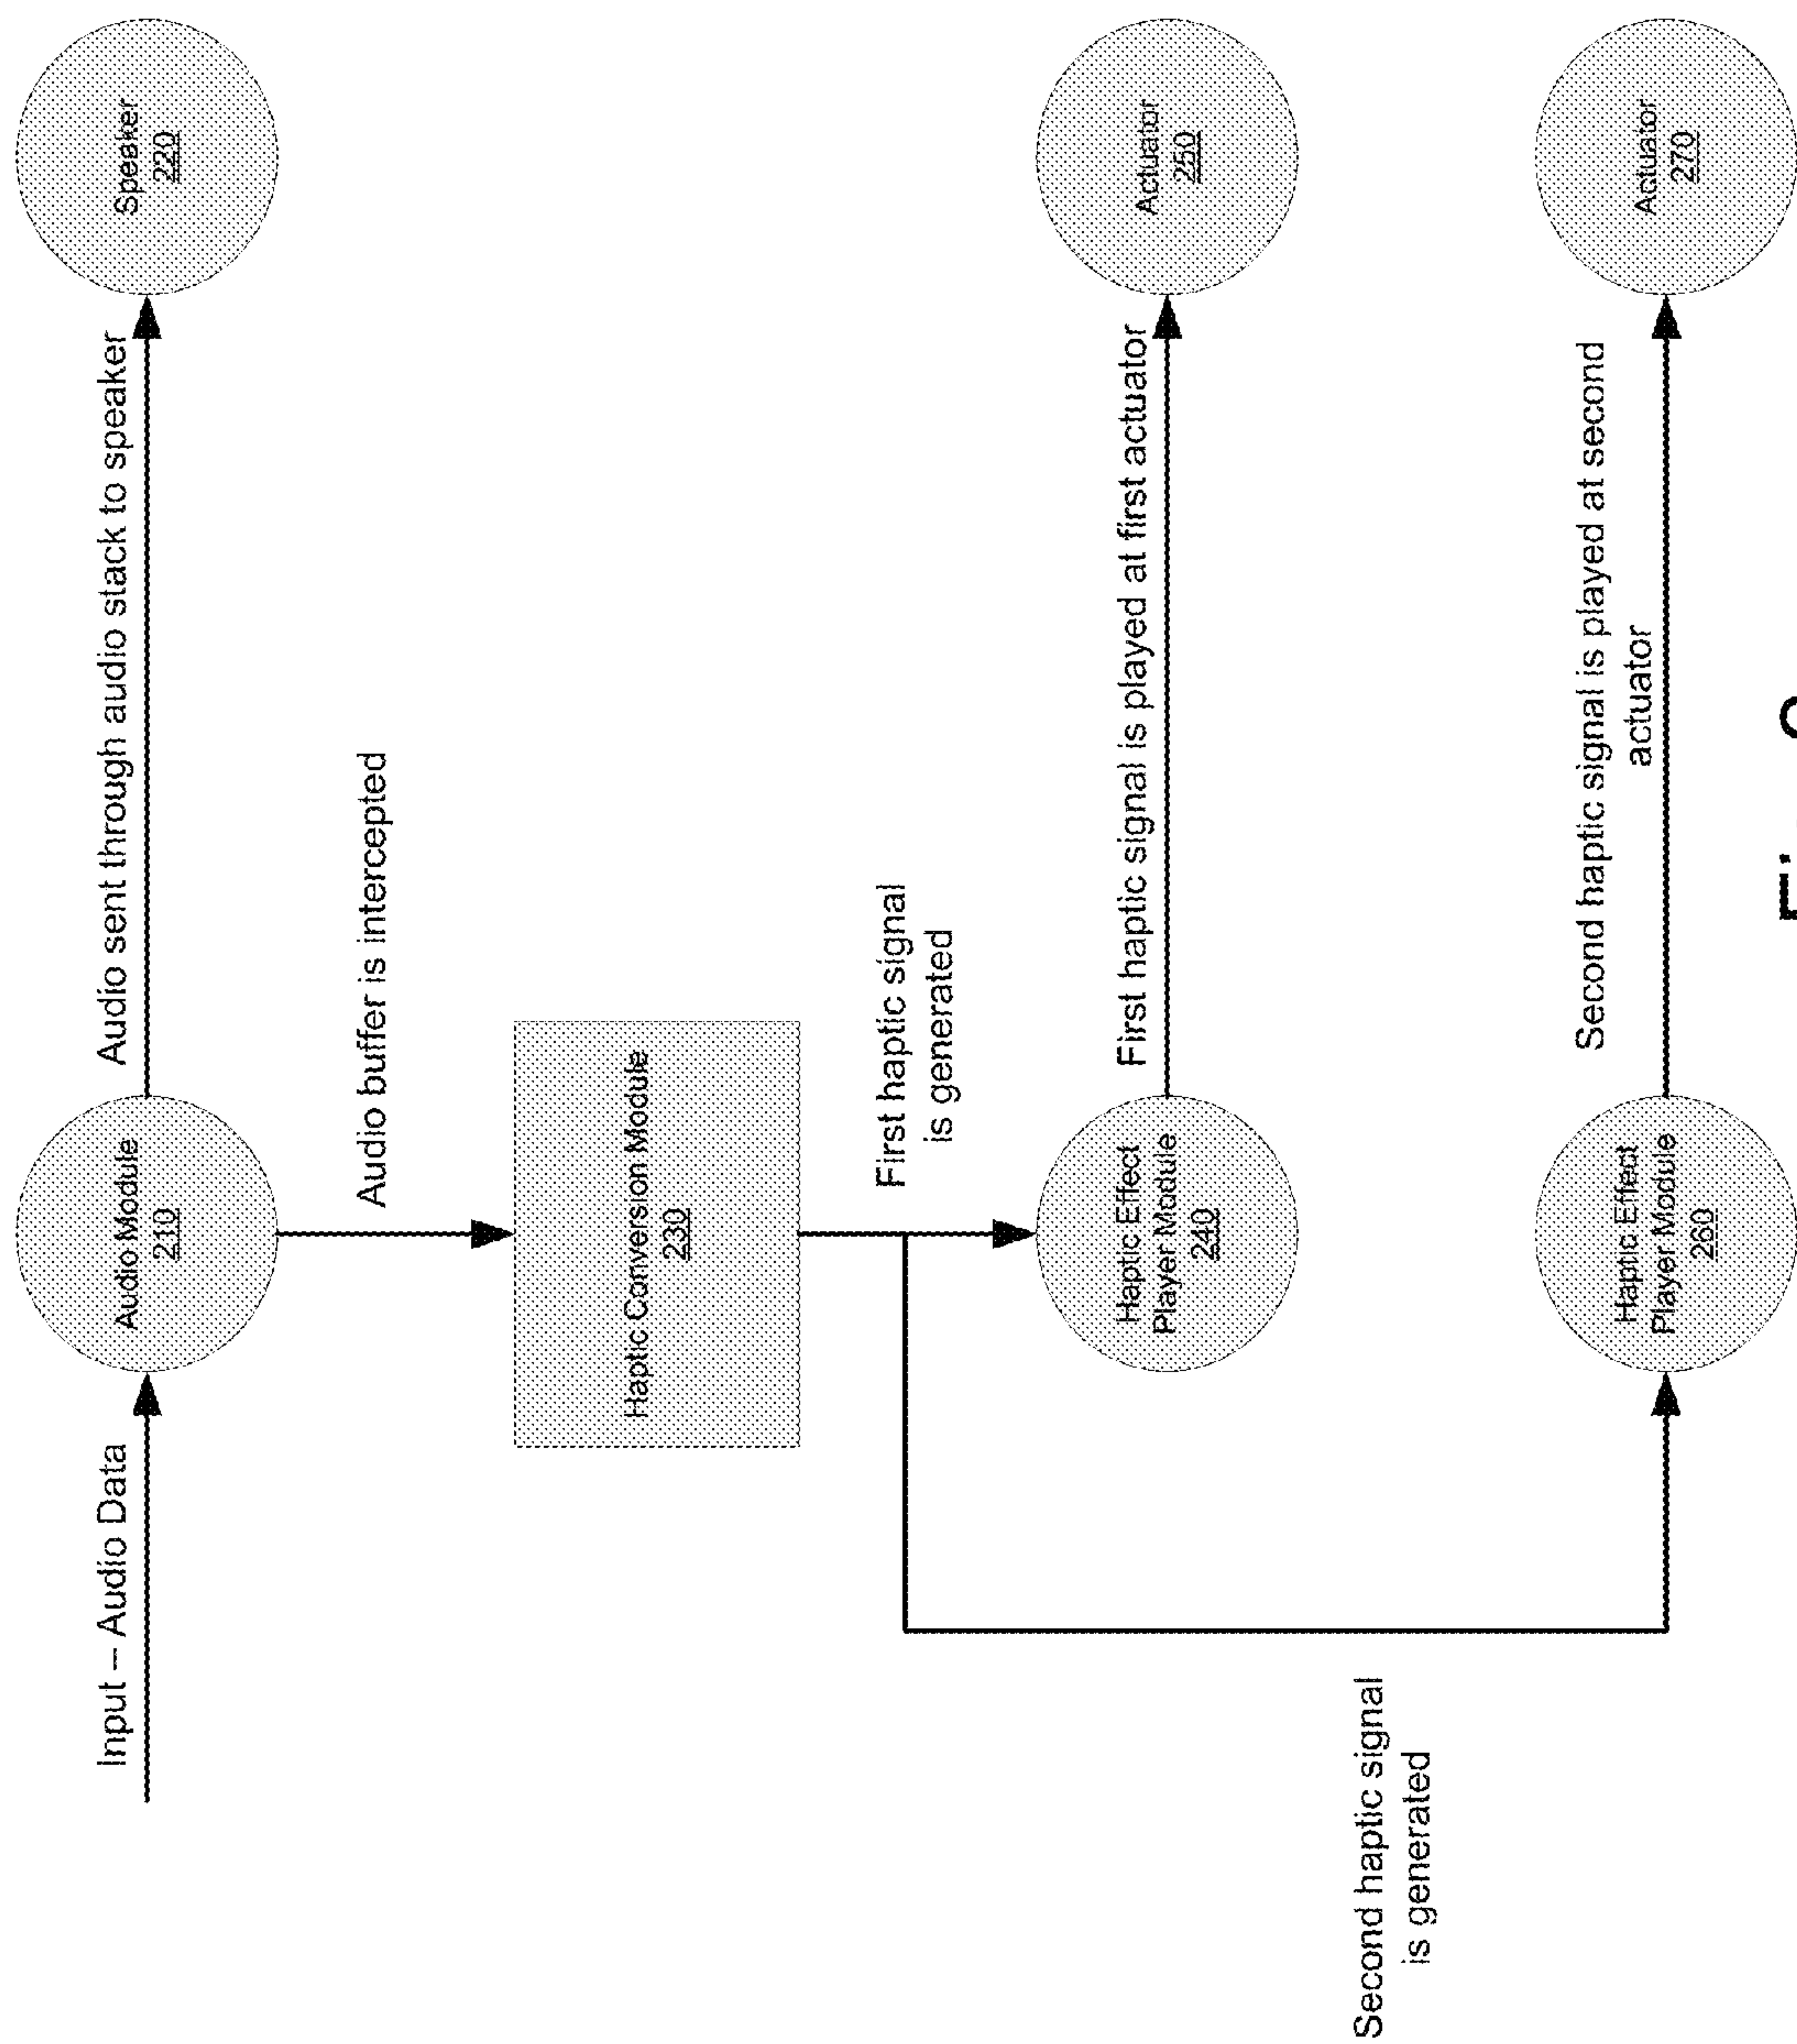 Input – Audio Data
Audio Module
210
Audio sent through audio stack to speaker
Speaker
220
Audio buffer is intercepted
Haptic Conversion Module
230
First haptic signal
is generated
Haptic Effect
Player Module
240
First haptic signal is played at first actuator
Actuator
250
Second haptic signal
is generated
Haptic Effect
Player Module
260
Second haptic signal is played at second
actuator
Actuator
270